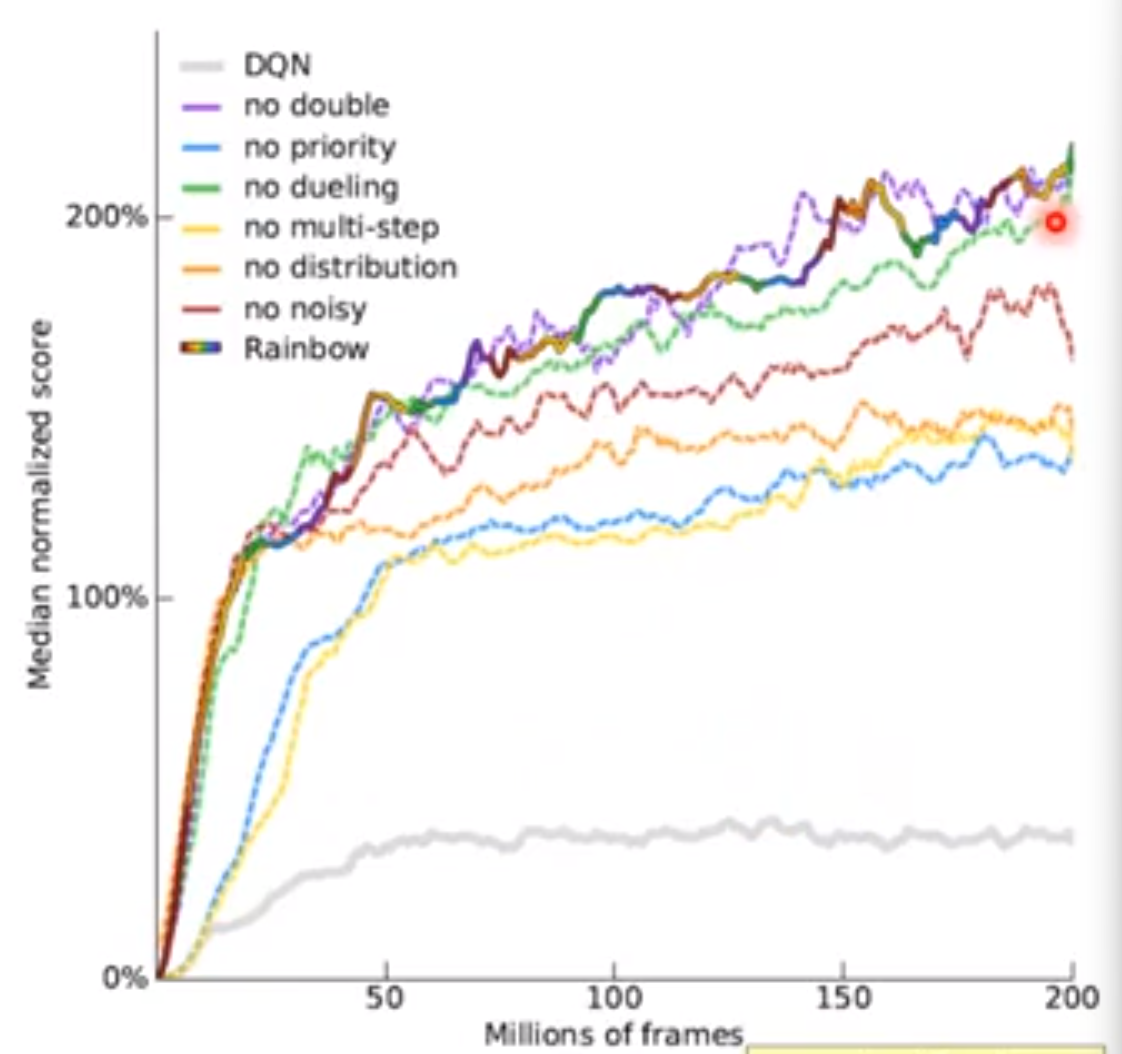 DQN
no double
no priority
no dueling
no multi-step
no distribution
no noisy
Rainbow
200%
100%
0%
Median normalized score
50
100
150
200
Millions of frames